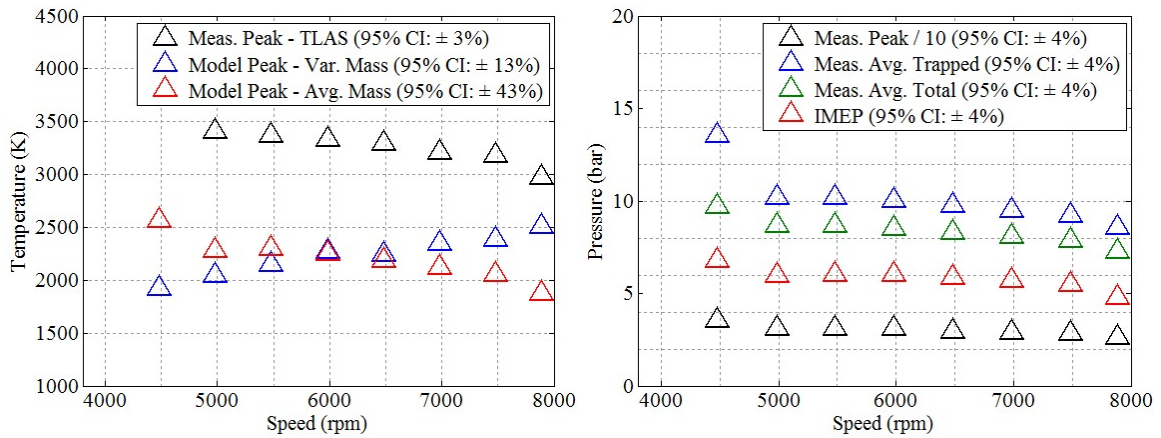 4500
4000
3500
3000
2500
2000
1500
1000
Temperature (K)
Meas. Peak - TLAS (95% CI: ± 3%)
Model Peak - Var. Mass (95% CI: ± 13%)
Model Peak - Avg. Mass (95% CI: ± 43%)
4000 5000 6000 7000 8000
Speed (rpm)
20
15
10
5
0
Pressure (bar)
Meas. Peak / 10 (95% CI: ± 4%)
Meas. Avg. Trapped (95% CI: ± 4%)
Meas. Avg. Total (95% CI: ± 4%)
IMEP (95% CI: ± 4%)
4000 5000 6000 7000 8000
Speed (rpm)